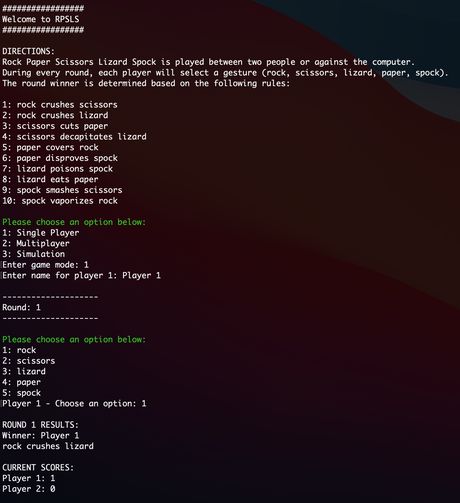 #################
Welcome to RPSLS
#################
DIRECTIONS:
Rock Paper Scissors Lizard Spock is played between two people or against the computer.
During every round, each player will select a gesture (rock, scissors, lizard, paper, spock).
The round winner is determined based on the following rules:
1: rock crushes scissors
2: rock crushes lizard
3: scissors cuts paper
4: scissors decapitates lizard
5: paper covers rock
6: paper disproves spock
7: lizard poisons spock
8: lizard eats paper
9: spock smashes scissors
10: spock vaporizes rock
Please choose an option below:
1: Single Player
2: Multiplayer
3: Simulation
Enter game mode: 1
Enter name for player 1: Player 1
--------------------
Round: 1
--------------------
Please choose an option below:
1: rock
2: scissors
3: lizard
4: paper
5: spock
Player 1 - Choose an option: 1
ROUND 1 RESULTS:
Winner: Player 1
rock crushes lizard
CURRENT SCORES:
Player 1: 1
Player 2: 0